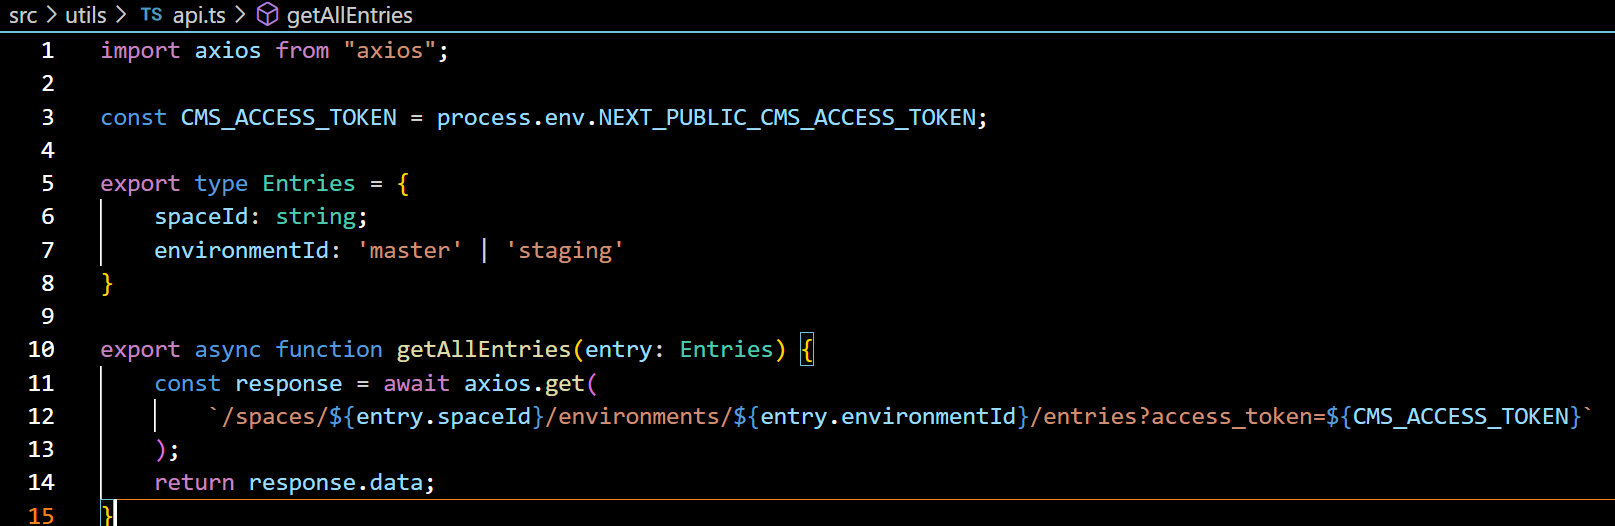 src > utils > TS api.ts > getAllEntries
1 import axios from "axios";
2
3 const CMS_ACCESS_TOKEN = process.env.NEXT_PUBLIC_CMS_ACCESS_TOKEN;
4
5 export type Entries = {
6     spaceId: string;
7     environmentId: 'master' | 'staging'
8 }
9
10 export async function getAllEntries(entry: Entries) {
11     const response = await axios.get(
12         `/spaces/${entry.spaceId}/environments/${entry.environmentId}/entries?access_token=${CMS_ACCESS_TOKEN}`
13     );
14     return response.data;
15 }